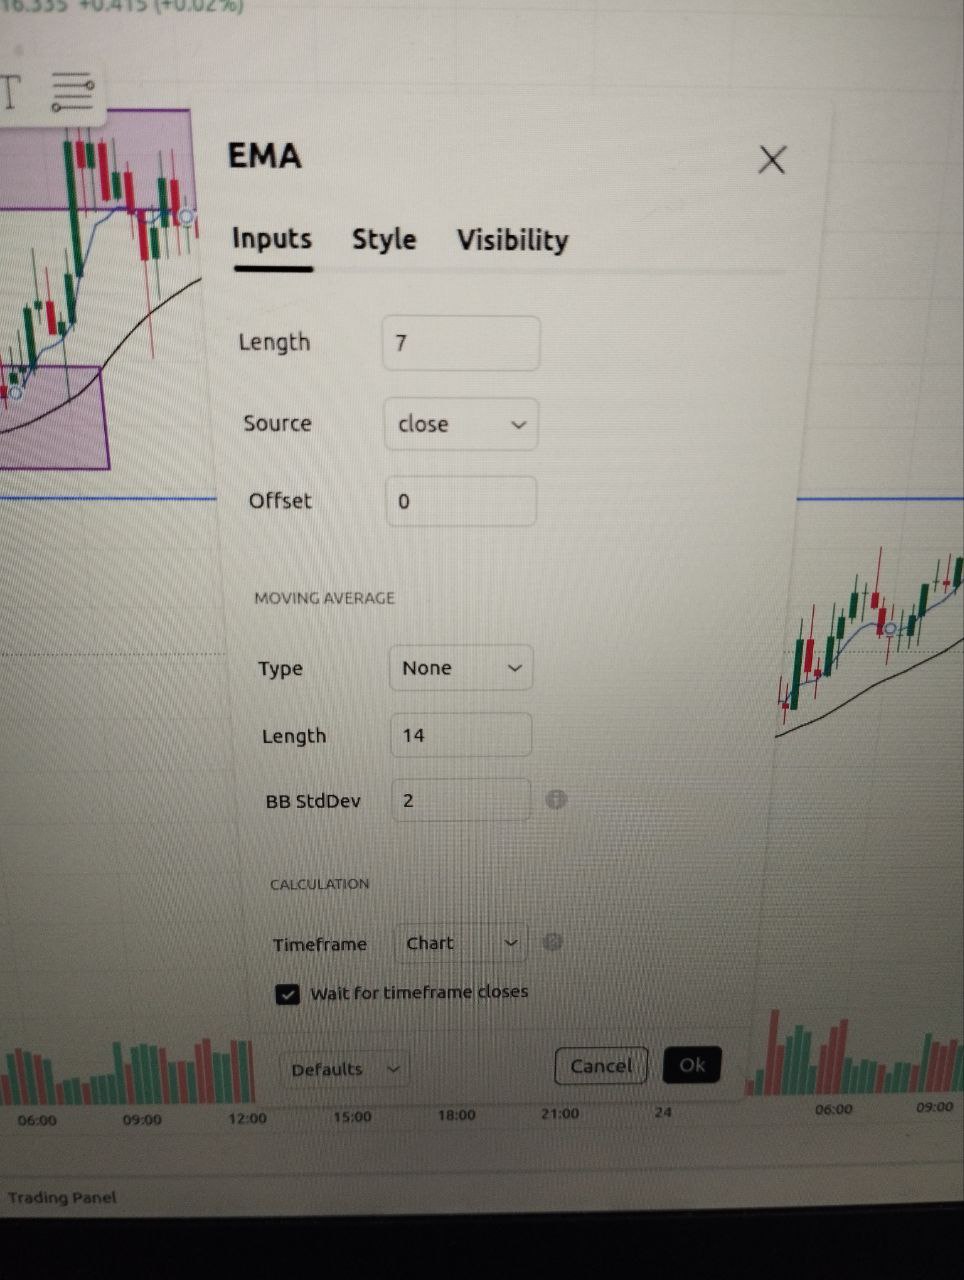 16.335 +0.415 (+0.02%)
T
EMA
Inputs Style Visibility
Length 7
Source close
Offset 0
MOVING AVERAGE
Type None
Length 14
BB StdDev 2
CALCULATION
Timeframe Chart
Wait for timeframe closes
Defaults Cancel Ok
06:00 09:00 12:00 15:00 18:00 21:00 24 06:00 09:00
Trading Panel